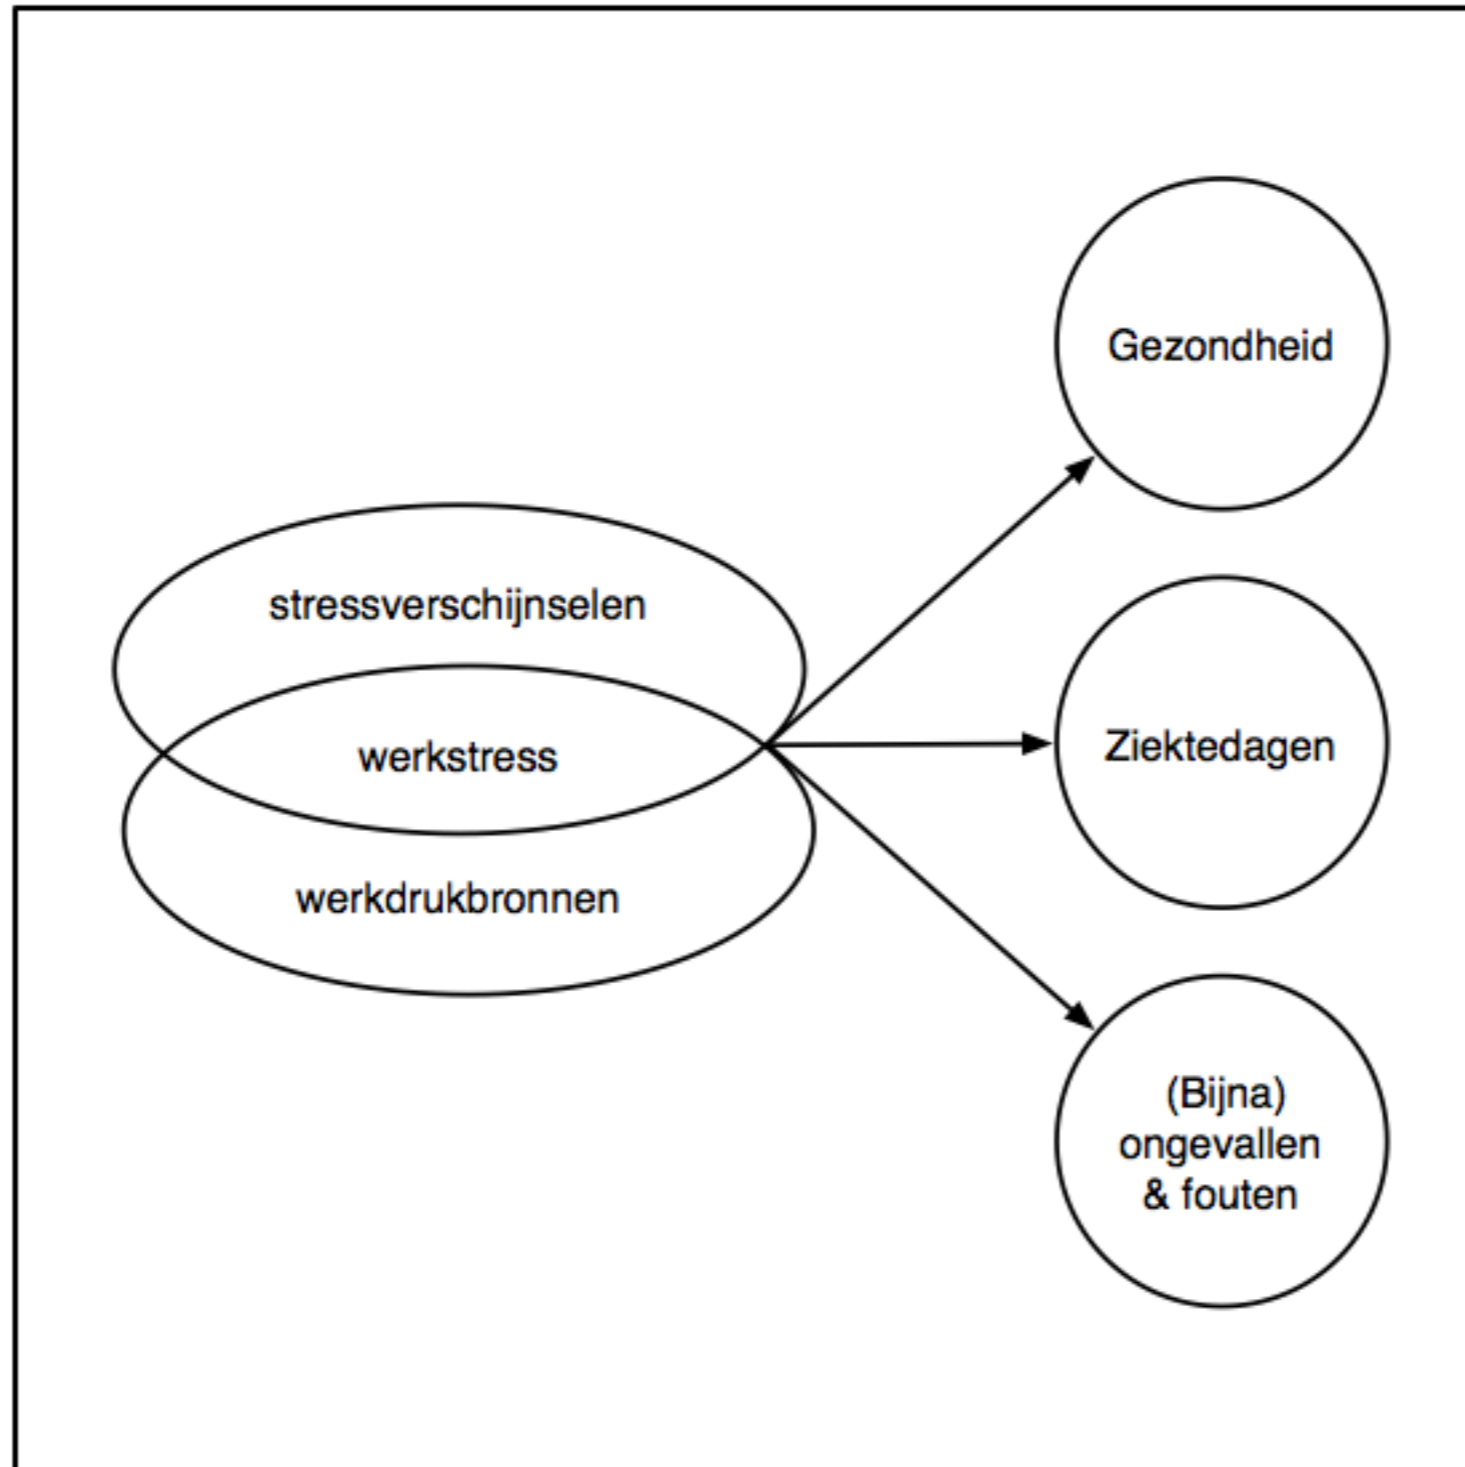 Gezondheid
stressverschijnselen
werkstress
Ziektedagen
werkdrukbronnen
(Bijna)
ongevallen
& fouten